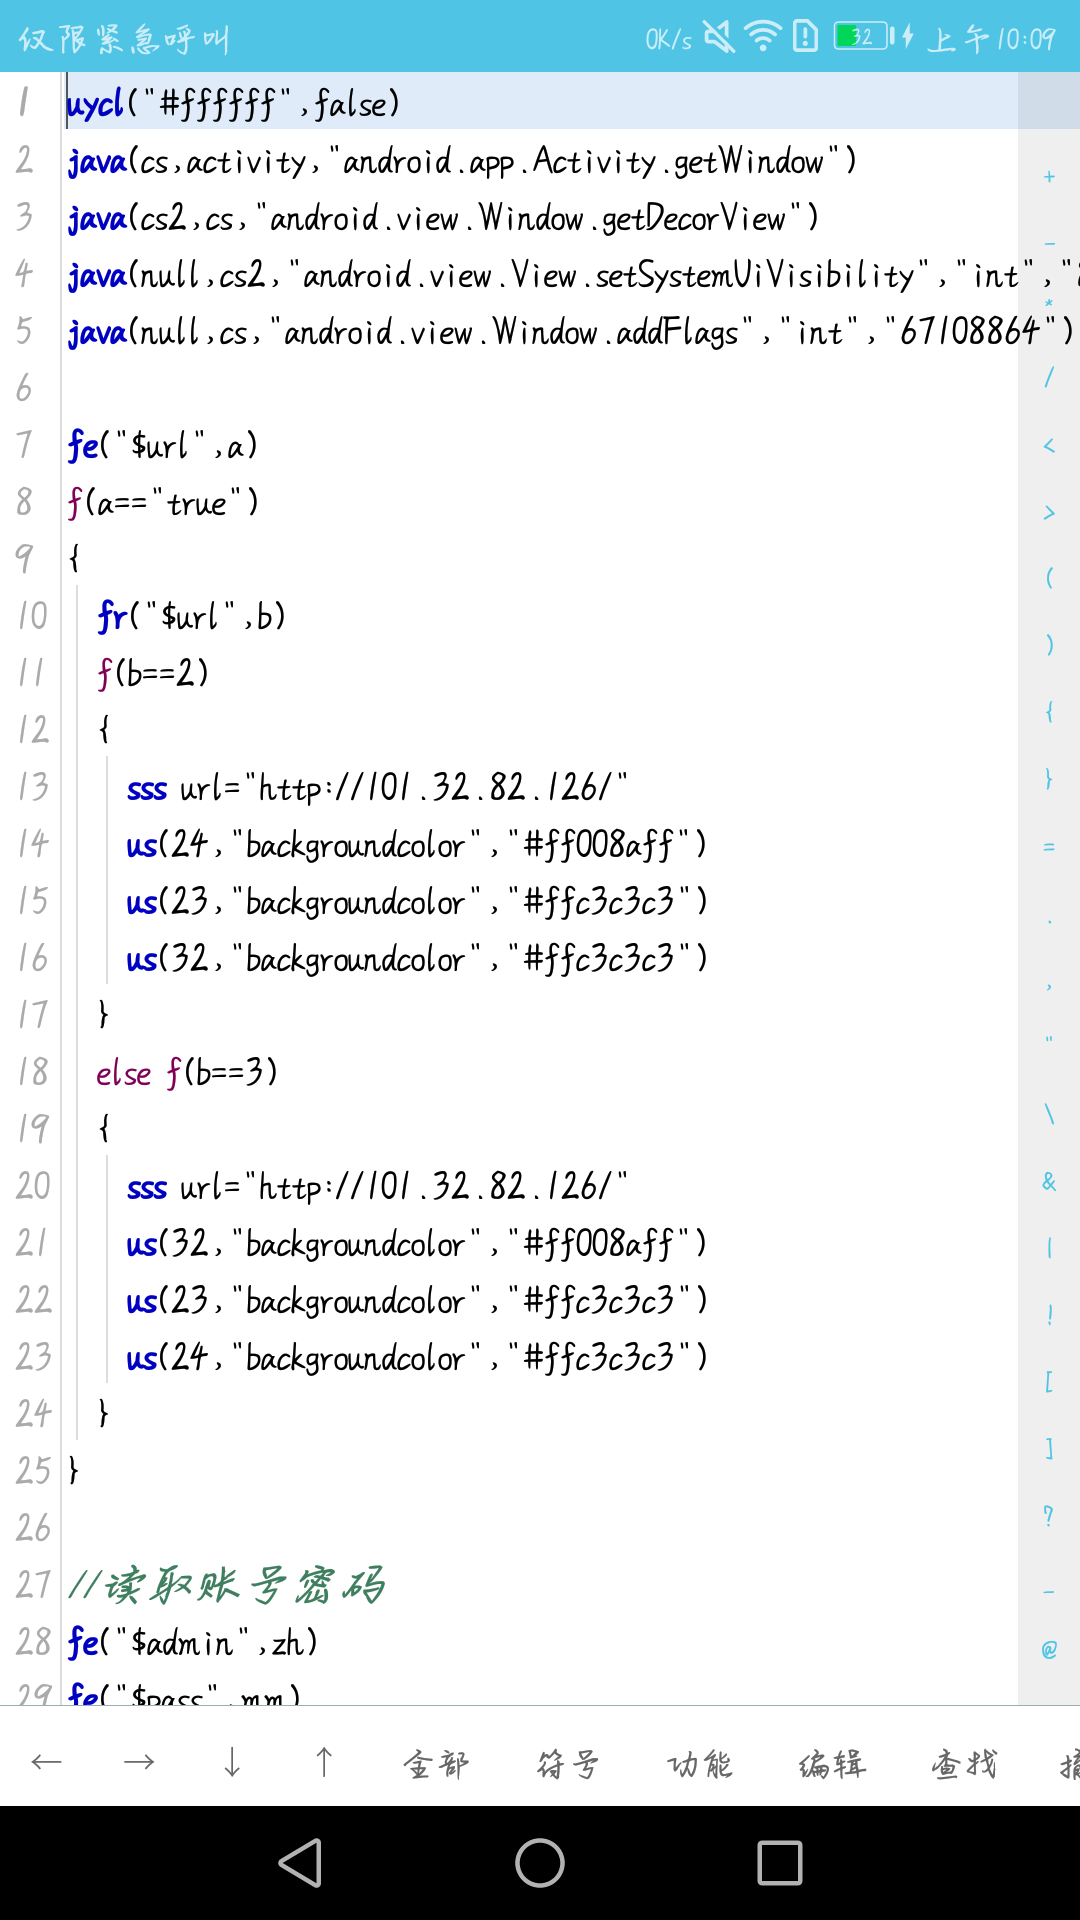 仅限紧急呼叫 0K/s 32 上午10:09
1 uycl("#ffffff",false)
2 java(cs,activity,"android.app.Activity.getWindow")
3 java(cs2,cs,"android.view.Window.getDecorView")
4 java(null,cs2,"android.view.View.setSystemUiVisibility","int","
5 java(null,cs,"android.view.Window.addFlags","int","67108864")
6
7 fe("$url",a)
8 f(a=="true")
9 {
10 fr("$url",b)
11 f(b==2)
12 {
13 sss url="http://101.32.82.126/"
14 us(24,"backgroundcolor","#ff008aff")
15 us(23,"backgroundcolor","#ffc3c3c3")
16 us(32,"backgroundcolor","#ffc3c3c3")
17 }
18 else f(b==3)
19 {
20 sss url="http://101.32.82.126/"
21 us(32,"backgroundcolor","#ff008aff")
22 us(23,"backgroundcolor","#ffc3c3c3")
23 us(24,"backgroundcolor","#ffc3c3c3")
24 }
25 }
26
27 //读取账号密码
28 fe("$admin",zh)
29 fe("$pass",mm)
+
-
*
/
<
>
(
)
{
}
=
.
,
"
\
&
|
!
[
]
?
_
@
← → ↓ ↑ 全部 符号 功能 编辑 查找